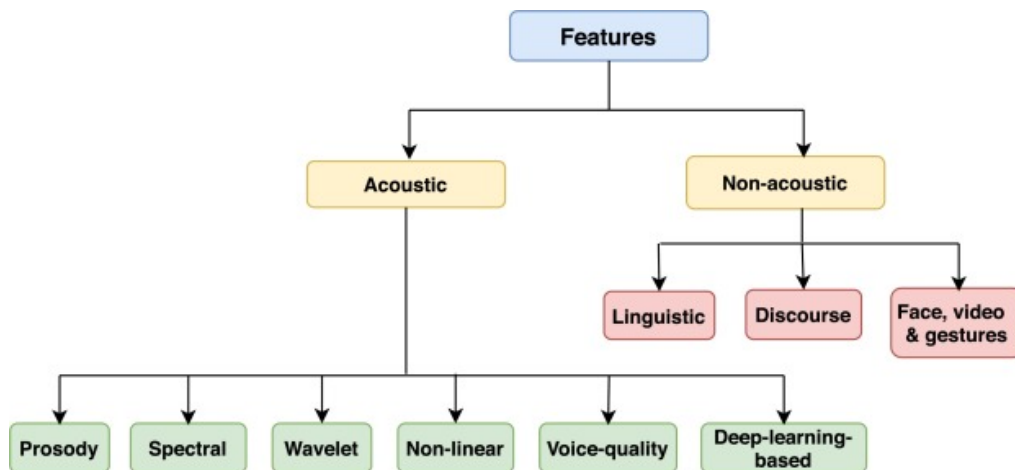 Features
Acoustic
Non-acoustic
Linguistic
Discourse
Face, video
& gestures
Prosody
Spectral
Wavelet
Non-linear
Voice-quality
Deep-learning-
based